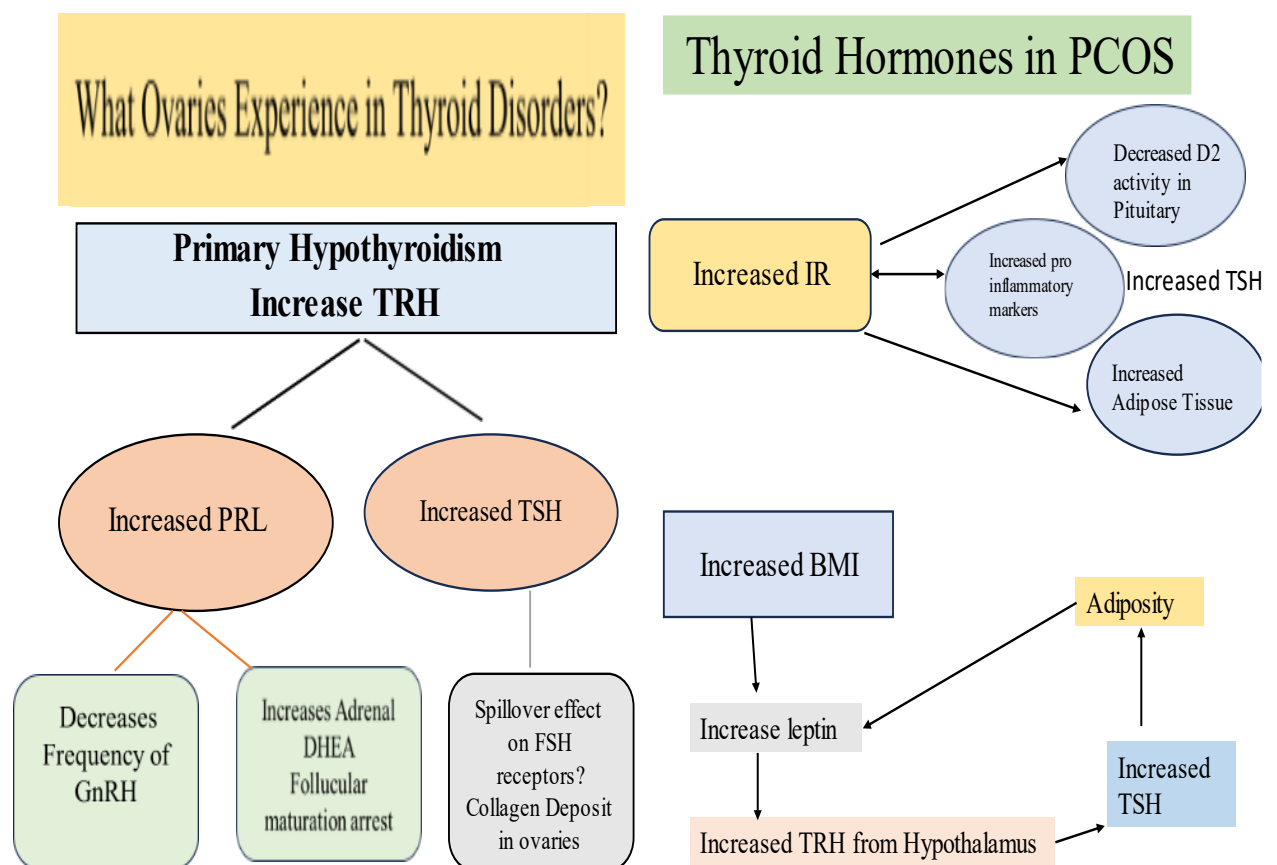 What Ovaries Experience in Thyroid Disorders?
Primary Hypothyroidism
Increase TRH
Increased PRL
Increased TSH
Decreases
Frequency of
GnRH
Increases Adrenal
DHEA
Follucular
maturation arrest
Spillover effect
on FSH
receptors?
Collagen Deposit
in ovaries
Thyroid Hormones in PCOS
Increased IR
Decreased D2
activity in
Pituitary
Increased pro
inflammatory
markers
Increased TSH
Increased
Adipose Tissue
Increased BMI
Adiposity
Increase leptin
Increased
TSH
Increased TRH from Hypothalamus